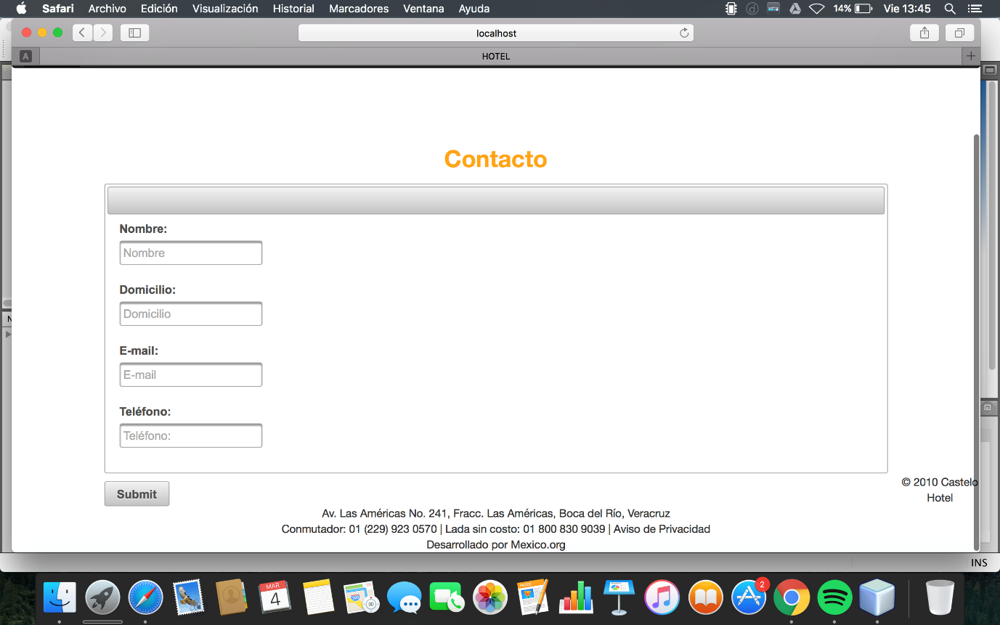 Safari Archivo Edición Visualización Historial Marcadores Ventana Ayuda 14% Vie 13:45
localhost
A HOTEL
Contacto
Nombre:
Nombre
Domicilio:
Domicilio
E-mail:
E-mail
Teléfono:
Teléfono:
© 2010 Castelo
Hotel
Submit
Av. Las Américas No. 241, Fracc. Las Américas, Boca del Río, Veracruz
Conmutador: 01 (229) 923 0570 | Lada sin costo: 01 800 830 9039 | Aviso de Privacidad
Desarrollado por Mexico.org
INS
MAR
4
3D
PAGES
2